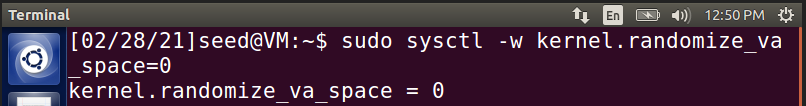 Terminal
En
12:50 PM
[02/28/21]seed@VM:~$ sudo sysctl -w kernel.randomize_va
_space=0
kernel.randomize_va_space = 0